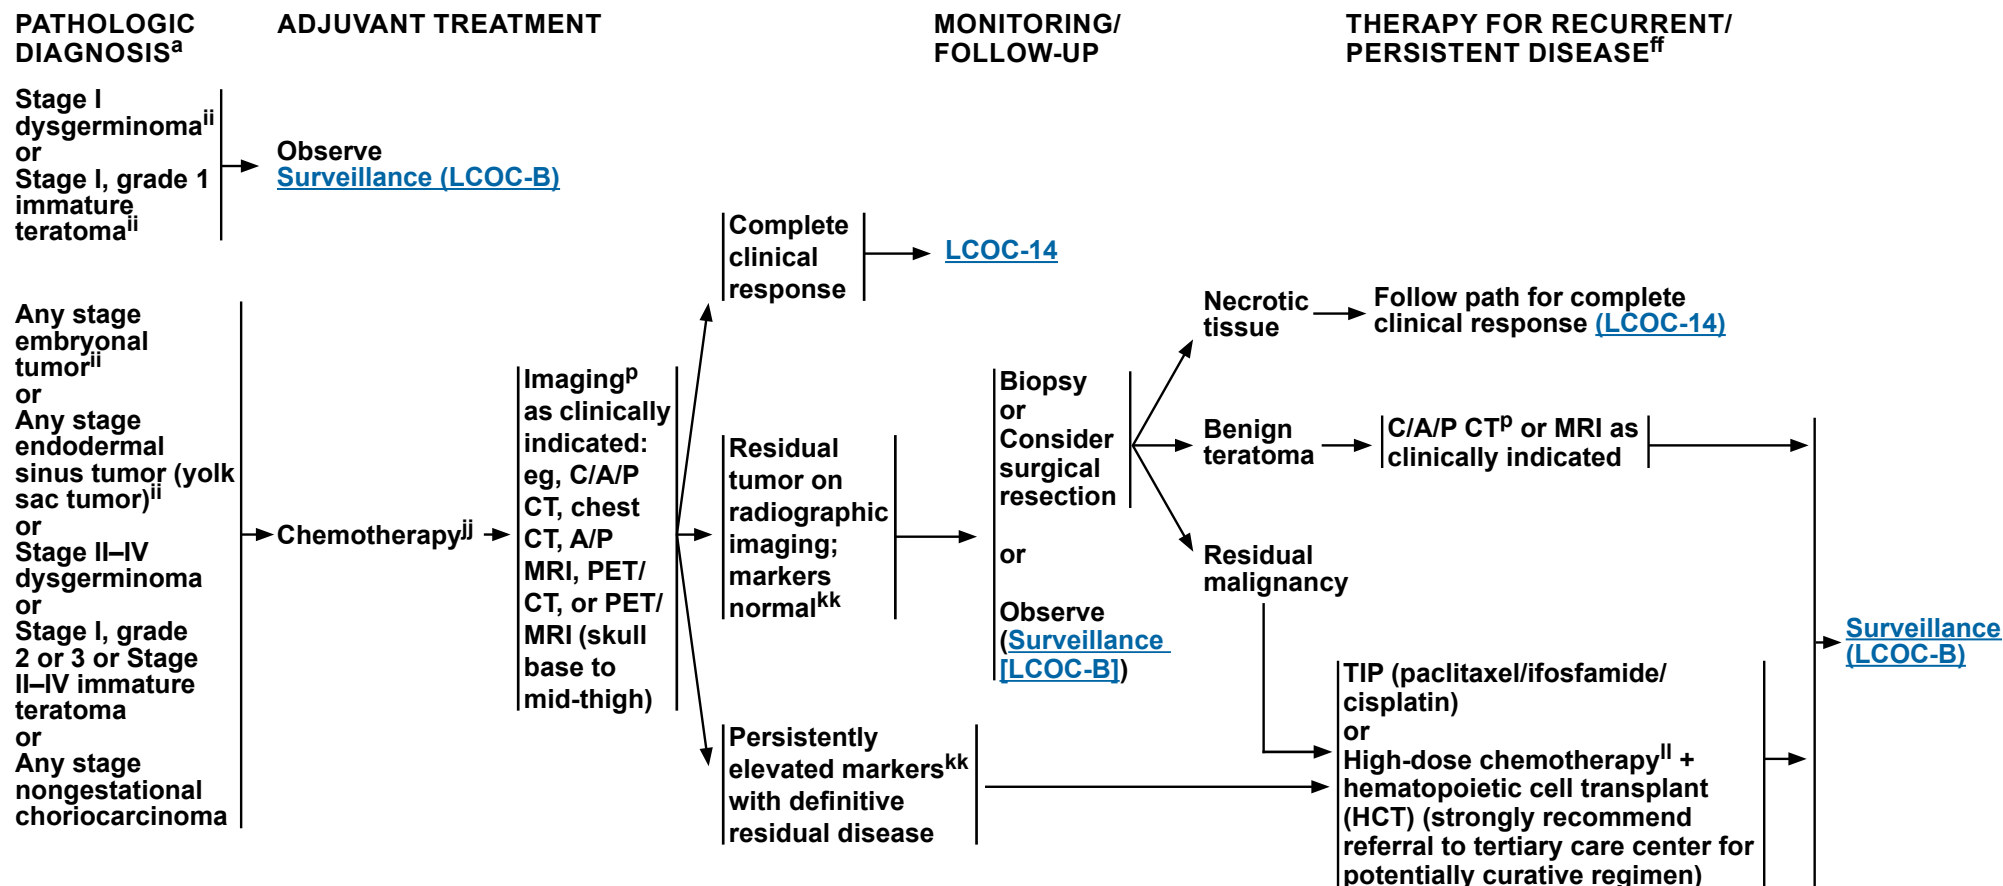 PATHOLOGIC
DIAGNOSISa
ADJUVANT TREATMENT
MONITORING/
FOLLOW-UP
THERAPY FOR RECURRENT/
PERSISTENT DISEASEff
Stage I
dysgerminomaii
or
Stage I, grade 1
immature
teratomaii
Observe
Surveillance (LCOC-B)
Any stage
embryonal
tumorii
or
Any stage
endodermal
sinus tumor (yolk
sac tumor)ii
or
Stage II–IV
dysgerminoma
or
Stage I, grade
2 or 3 or Stage
II–IV immature
teratoma
or
Any stage
nongestational
choriocarcinoma
Chemotherapyjj
Imagingp
as clinically
indicated:
eg, C/A/P
CT, chest
CT, A/P
MRI, PET/
CT, or PET/
MRI (skull
base to
mid-thigh)
Complete
clinical
response
LCOC-14
Residual
tumor on
radiographic
imaging;
markers
normalkk
Persistently
elevated markerskk
with definitive
residual disease
Biopsy
or
Consider
surgical
resection
or
Observe
(Surveillance
[LCOC-B])
Necrotic
tissue
Follow path for complete
clinical response (LCOC-14)
Benign
teratoma
C/A/P CTp or MRI as
clinically indicated
Residual
malignancy
TIP (paclitaxel/ifosfamide/
cisplatin)
or
High-dose chemotherapyll +
hematopoietic cell transplant
(HCT) (strongly recommend
referral to tertiary care center for
potentially curative regimen)
Surveillance
(LCOC-B)